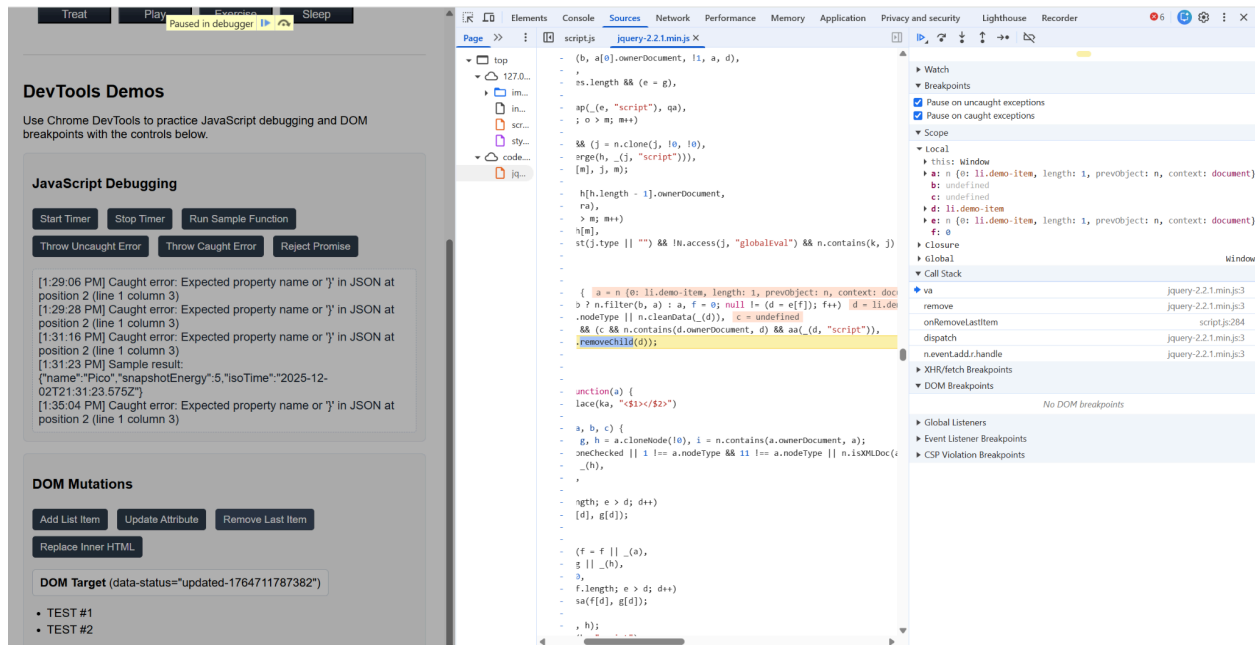 Treat Play Exercise Sleep
Paused in debugger
DevTools Demos
Use Chrome DevTools to practice JavaScript debugging and DOM
breakpoints with the controls below.
JavaScript Debugging
Start Timer Stop Timer Run Sample Function
Throw Uncaught Error Throw Caught Error Reject Promise
[1:29:06 PM] Caught error: Expected property name or '}' in JSON at
position 2 (line 1 column 3)
[1:29:28 PM] Caught error: Expected property name or '}' in JSON at
position 2 (line 1 column 3)
[1:31:16 PM] Caught error: Expected property name or '}' in JSON at
position 2 (line 1 column 3)
[1:31:23 PM] Sample result:
{"name":"Pico","snapshotEnergy":5,"isoTime":"2025-12-
02T21:31:23.575Z"}
[1:35:04 PM] Caught error: Expected property name or '}' in JSON at
position 2 (line 1 column 3)
DOM Mutations
Add List Item Update Attribute Remove Last Item
Replace Inner HTML
DOM Target (data-status="updated-1764711787382")
• TEST #1
• TEST #2
Elements Console Sources Network Performance Memory Application Privacy and security Lighthouse Recorder 6
Page script.js jquery-2.2.1.min.js
top
127.0...
im...
in...
scr...
sty...
code....
jq...
- (b, a[0].ownerDocument, !1, a, d),
- ,
- es.length && (e = g),
-
- ap(_(e, "script"), qa),
- ; o > m; m++)
-
- && (j = n.clone(j, !0, !0),
- erge(h, _(j, "script"))),
- [m], j, m);
-
- h[h.length - 1].ownerDocument,
- ra),
- > m; m++)
- h[m],
- st(j.type || "") && !N.access(j, "globalEval") && n.contains(k, j)
-
-
-
- { a = n {0: li.demo-item, length: 1, prevObject: n, context: docu
- b ? n.filter(b, a) : a, f = 0; null != (d = e[f]); f++) d = li.dem
- .nodeType || n.cleanData(_(d)), c = undefined
- && (c && n.contains(d.ownerDocument, d) && aa(_(d, "script")),
- .removeChild(d));
-
-
-
- unction(a) {
- lace(ka, "<$1></$2>")
-
- a, b, c) {
- g, h = a.cloneNode(!0), i = n.contains(a.ownerDocument, a);
- oneChecked || 1 !== a.nodeType && 11 !== a.nodeType || n.isXMLDoc(a
- _(h),
- ,
-
- ngth; e > d; d++)
- [d], g[d]);
-
-
- (f = f || _(a),
- g || _(h),
- 0,
- f.length; e > d; d++)
- sa(f[d], g[d]);
-
- , h);
Watch
Breakpoints
Pause on uncaught exceptions
Pause on caught exceptions
Scope
Local
this: Window
a: n {0: li.demo-item, length: 1, prevObject: n, context: document}
b: undefined
c: undefined
d: li.demo-item
e: n {0: li.demo-item, length: 1, prevObject: n, context: document}
f: 0
Closure
Global Window
Call Stack
va jquery-2.2.1.min.js:3
remove jquery-2.2.1.min.js:3
onRemoveLastItem script.js:284
dispatch jquery-2.2.1.min.js:3
n.event.add.r.handle jquery-2.2.1.min.js:3
XHR/fetch Breakpoints
DOM Breakpoints
No DOM breakpoints
Global Listeners
Event Listener Breakpoints
CSP Violation Breakpoints